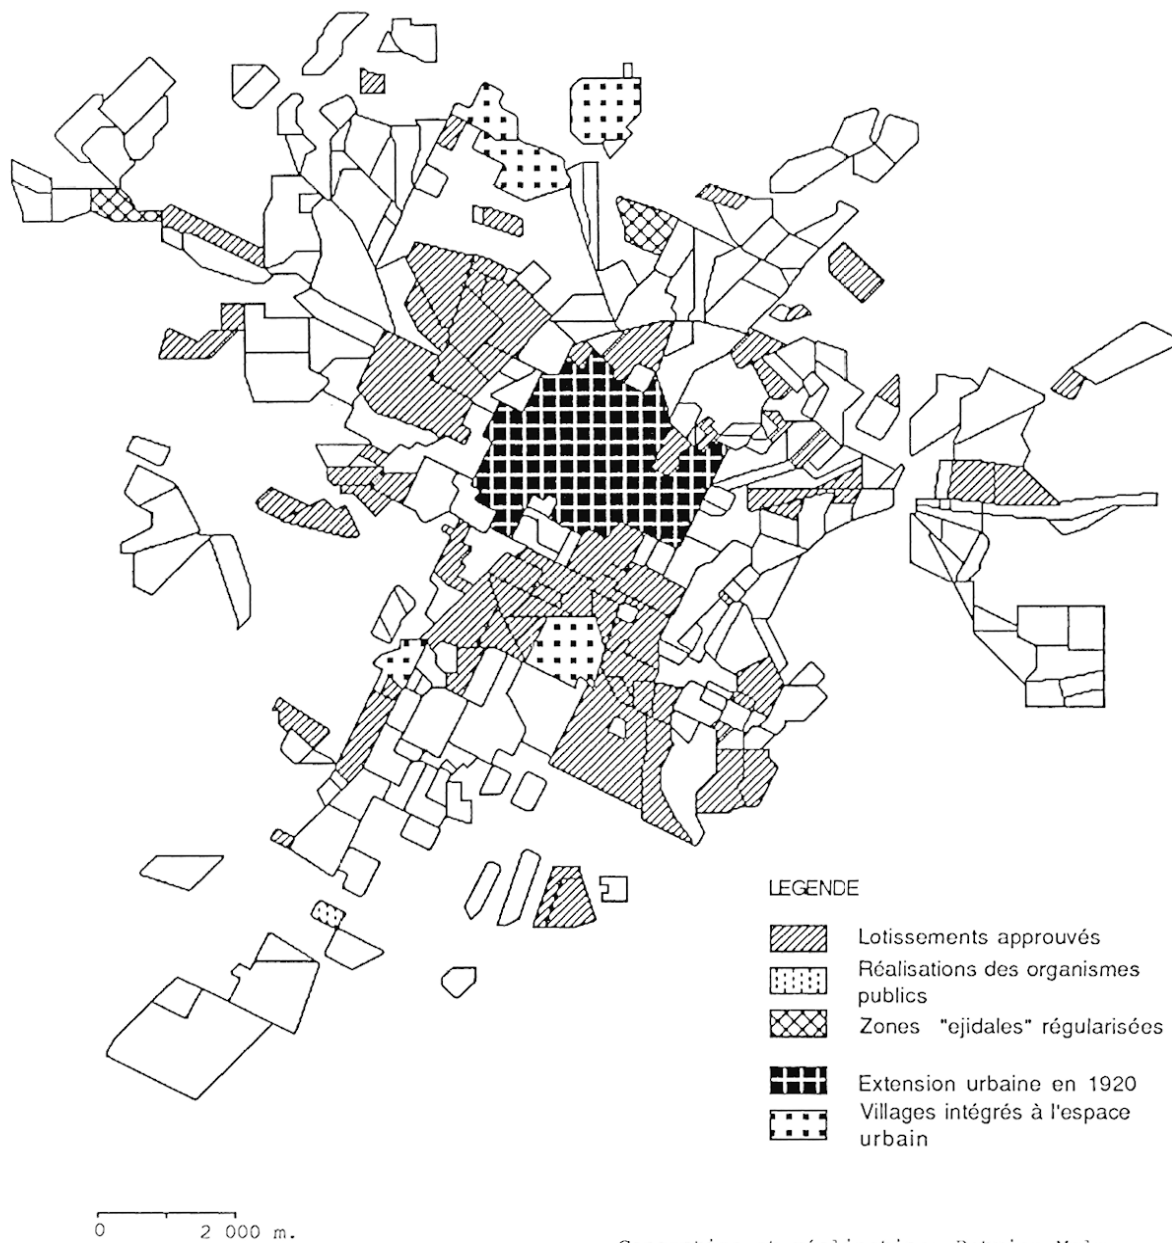 LEGENDE
Lotissements approuvés
Réalisations des organismes
publics
Zones "ejidales" régularisées
Extension urbaine en 1920
Villages intégrés à l'espace
urbain
0 2 000 m.